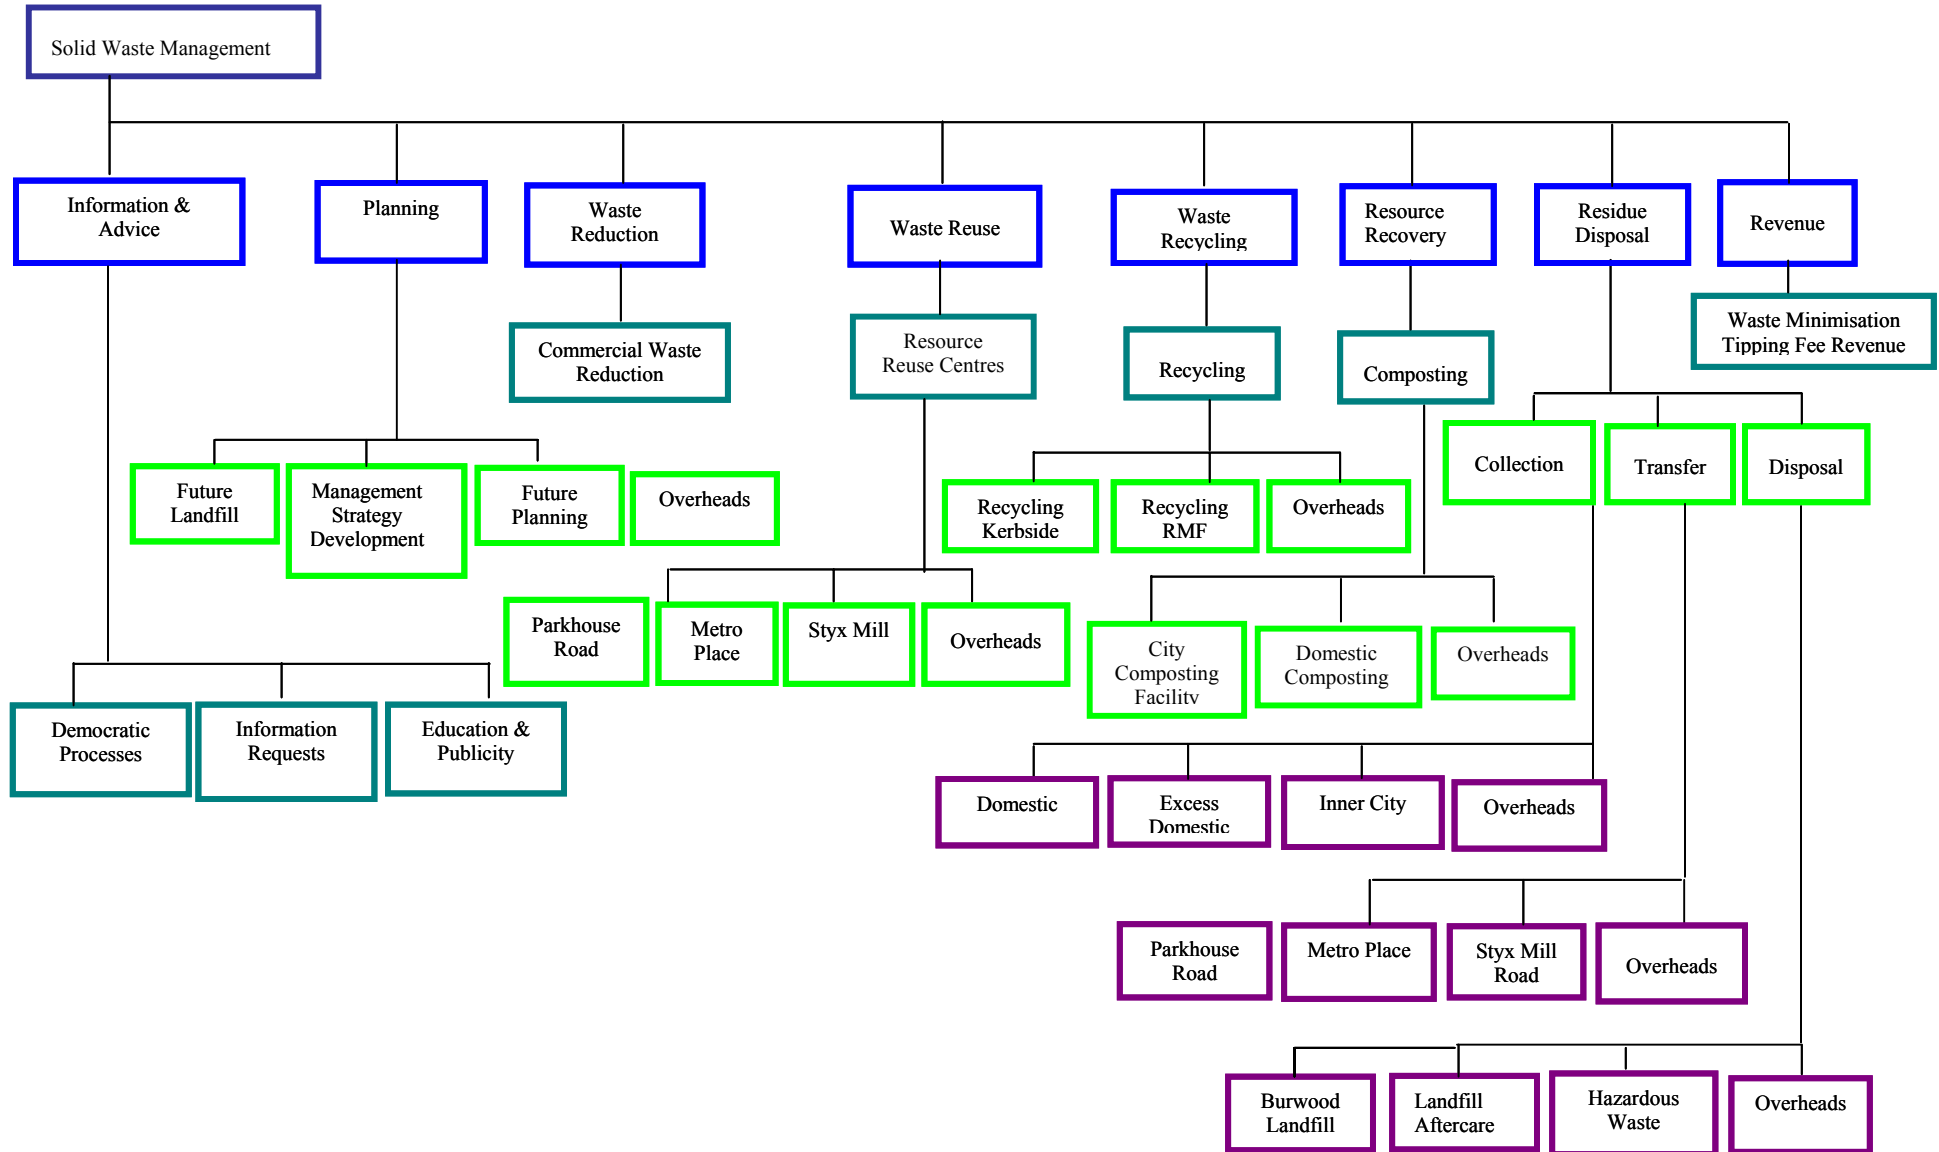 Solid Waste Management
Information &
Advice
Planning
Waste
Reduction
Waste Reuse
Waste
Recycling
Resource
Recovery
Residue
Disposal
Revenue
Commercial Waste
Reduction
Resource
Reuse Centres
Recycling
Composting
Waste Minimisation
Tipping Fee Revenue
Collection
Transfer
Disposal
Future
Landfill
Management
Strategy
Development
Future
Planning
Overheads
Recycling
Kerbside
Recycling
RMF
Overheads
Parkhouse
Road
Metro
Place
Styx Mill
Overheads
City
Composting
Facility
Domestic
Composting
Overheads
Democratic
Processes
Information
Requests
Education &
Publicity
Domestic
Excess
Domestic
Inner City
Overheads
Parkhouse
Road
Metro Place
Styx Mill
Road
Overheads
Burwood
Landfill
Landfill
Aftercare
Hazardous
Waste
Overheads